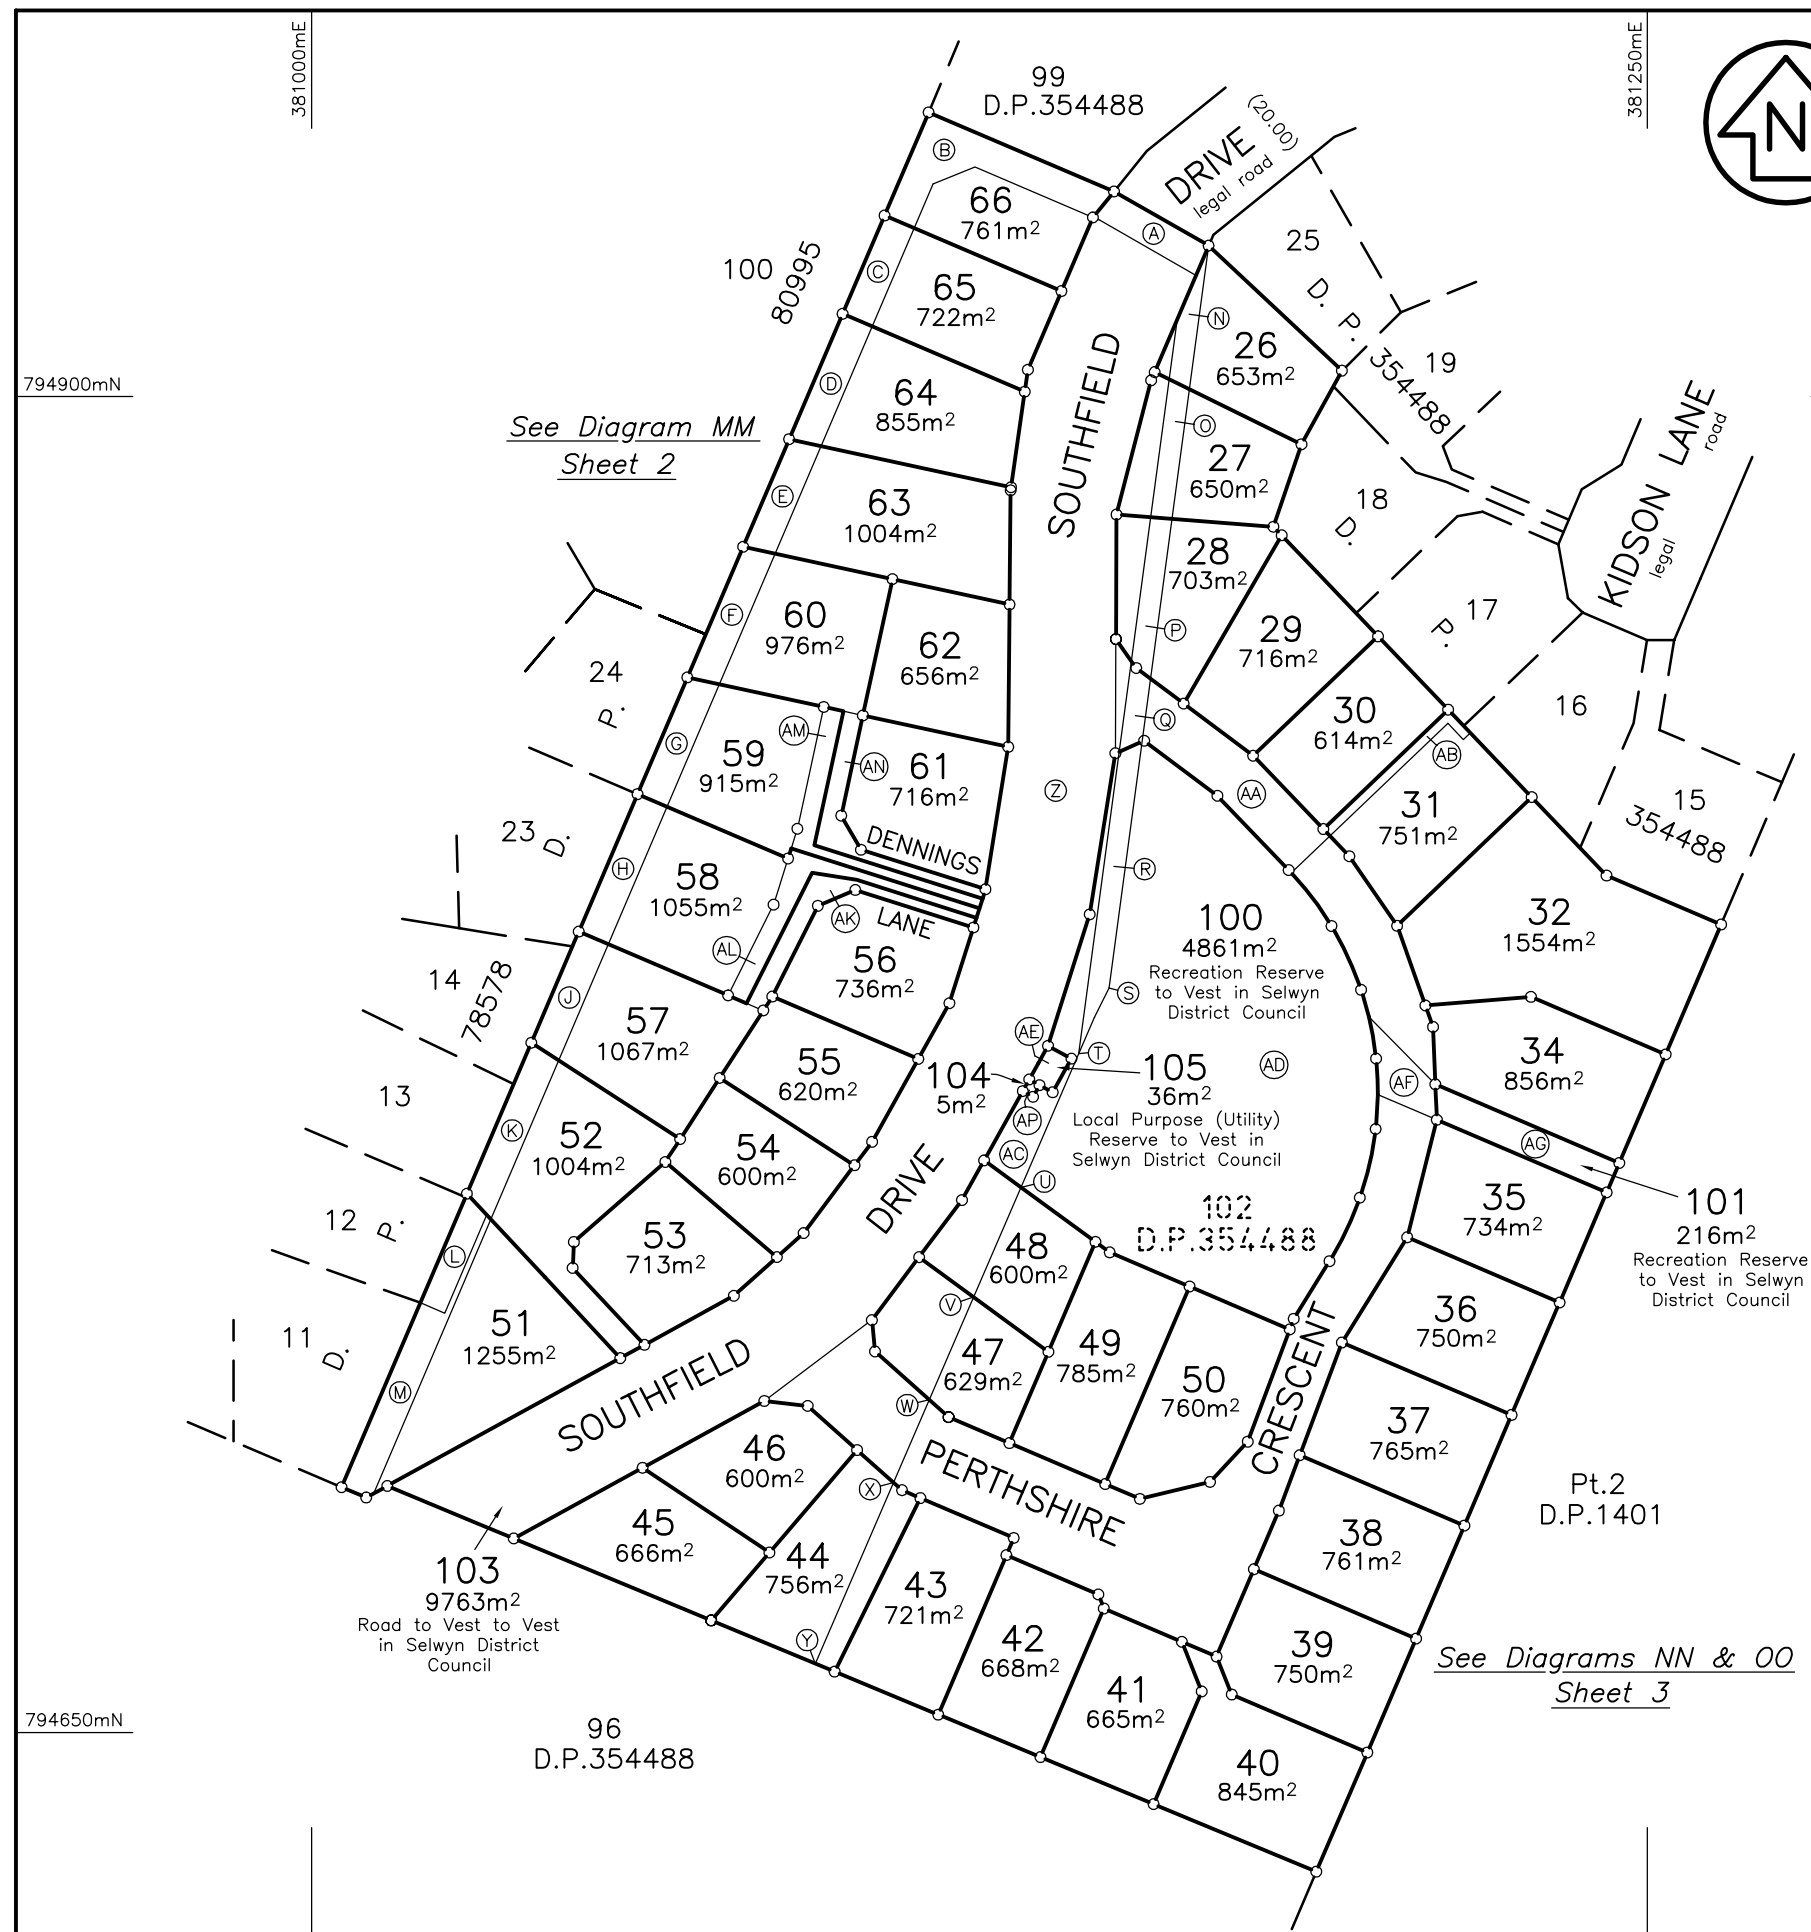 381000mE
381250mE
N
99
D.P.354488
DRIVE
(20.00)
legal road
B
A
66
761m²
25
D. P. 354488
100
80995
C
65
722m²
N
26
653m²
19
794900mN
D
64
855m²
SOUTHFIELD
See Diagram MM
Sheet 2
O
27
650m²
KIDSON LANE
legal road
E
63
1004m²
18
D.
P.
28
703m²
17
F
60
976m²
62
656m²
P
29
716m²
24
P.
16
30
614m²
Q
AM
G
59
915m²
AN
61
716m²
Z
AA
AB
31
751m²
15
354488
23
D.
DENNINGS
LANE
H
58
1055m²
R
AK
AL
100
4861m²
Recreation Reserve
to Vest in Selwyn
District Council
32
1554m²
56
736m²
14
78578
J
S
57
1067m²
AE
T
AD
34
856m²
55
620m²
104
5m²
105
36m²
Local Purpose (Utility)
Reserve to Vest in
Selwyn District Council
AF
13
AP
K
52
1004m²
54
600m²
AC
AG
DRIVE
U
35
734m²
101
216m²
Recreation Reserve
to Vest in Selwyn
District Council
12
P.
102
D.P.354488
53
713m²
L
48
600m²
V
36
750m²
11
D.
51
1255m²
47
629m²
49
785m²
50
760m²
CRESCENT
M
SOUTHFIELD
W
37
765m²
46
600m²
PERTHSHIRE
X
Pt.2
D.P.1401
45
666m²
38
761m²
103
9763m²
Road to Vest to Vest
in Selwyn District
Council
44
756m²
43
721m²
Y
42
668m²
39
750m²
See Diagrams NN & OO
Sheet 3
41
665m²
794650mN
96
D.P.354488
40
845m²